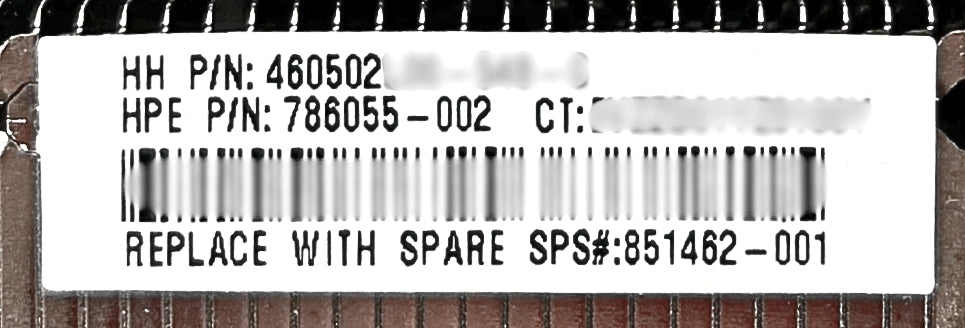 HH P/N: 460502
HPE P/N: 786055-002 CT:
REPLACE WITH SPARE SPS#:851462-001